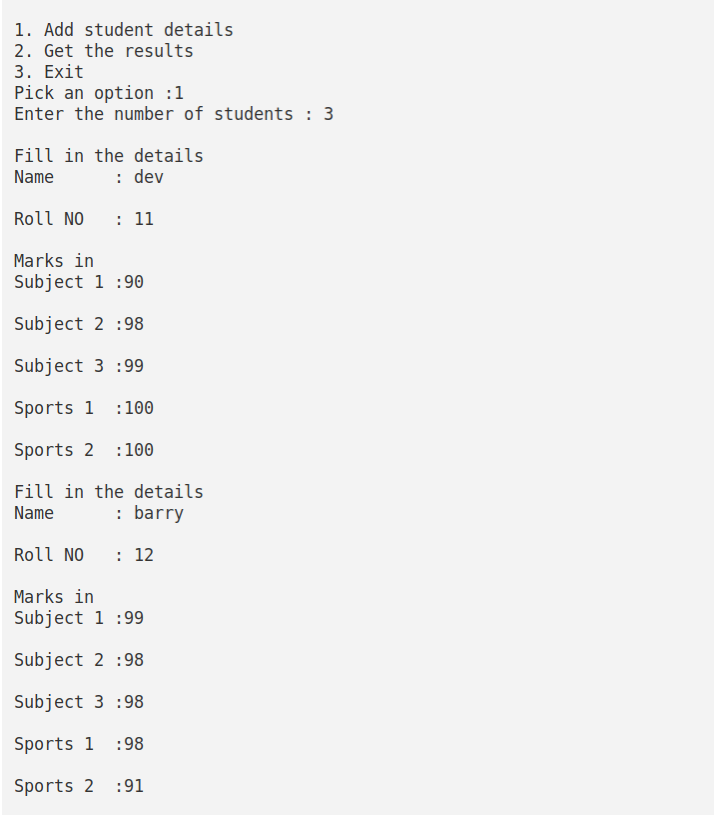 1. Add student details
2. Get the results
3. Exit
Pick an option :1
Enter the number of students : 3
Fill in the details
Name      : dev
Roll NO   : 11
Marks in
Subject 1 :90
Subject 2 :98
Subject 3 :99
Sports 1  :100
Sports 2  :100
Fill in the details
Name      : barry
Roll NO   : 12
Marks in
Subject 1 :99
Subject 2 :98
Subject 3 :98
Sports 1  :98
Sports 2  :91